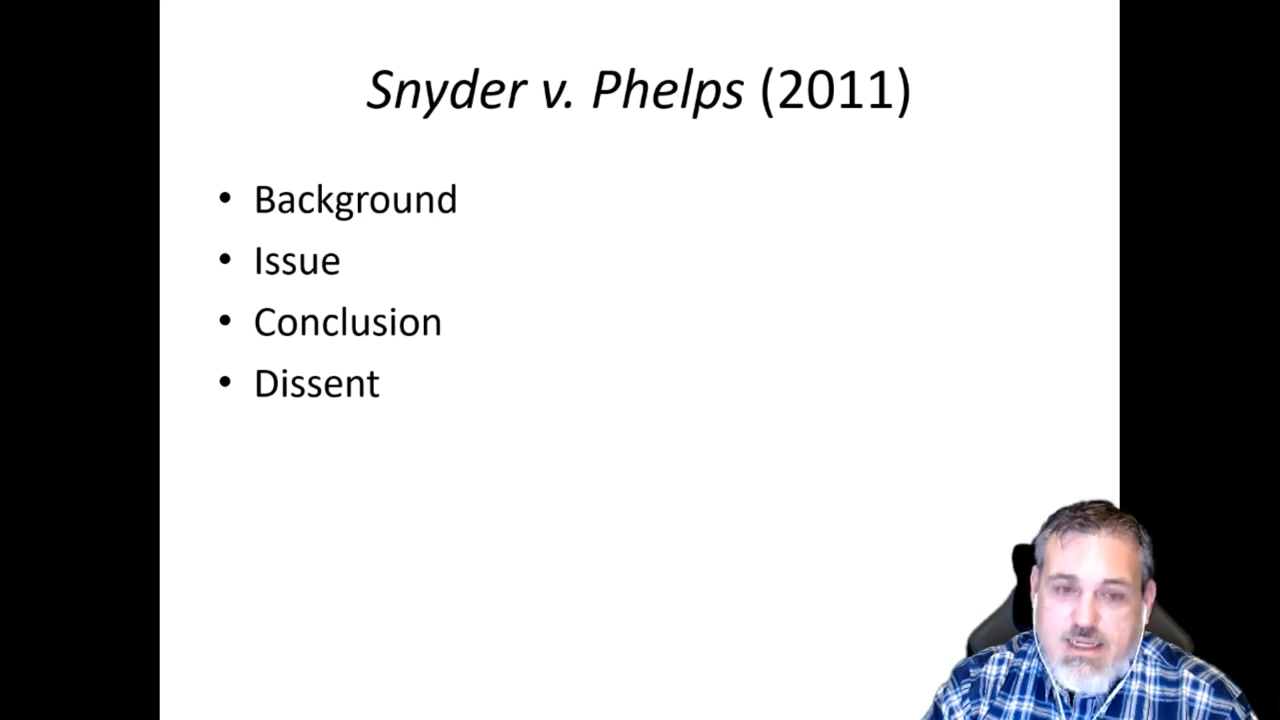 Snyder v. Phelps (2011)
• Background
• Issue
• Conclusion
• Dissent